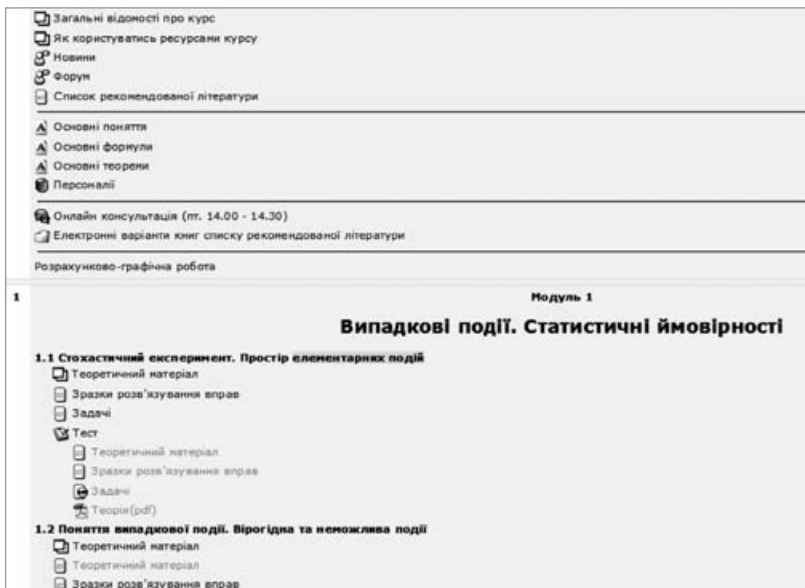 Загальні відомості про курс
Як користуватись ресурсами курсу
Новини
Форум
Список рекомендованої літератури
Основні поняття
Основні формули
Основні теореми
Персоналії
Онлайн консультація (пт. 14.00 - 14.30)
Електронні варіанти книг списку рекомендованої літератури
Розрахунково-графічна робота
1 Модуль 1
Випадкові події. Статистичні ймовірності
1.1 Стохастичний експеримент. Простір елементарних подій
Теоретичний матеріал
Зразки розв'язування вправ
Задачі
Тест
Теоретичний матеріал
Зразки розв'язування вправ
Задачі
Теорія(pdf)
1.2 Поняття випадкової події. Вірогідна та неможлива події
Теоретичний матеріал
Теоретичний матеріал
Зразки розв'язування вправ